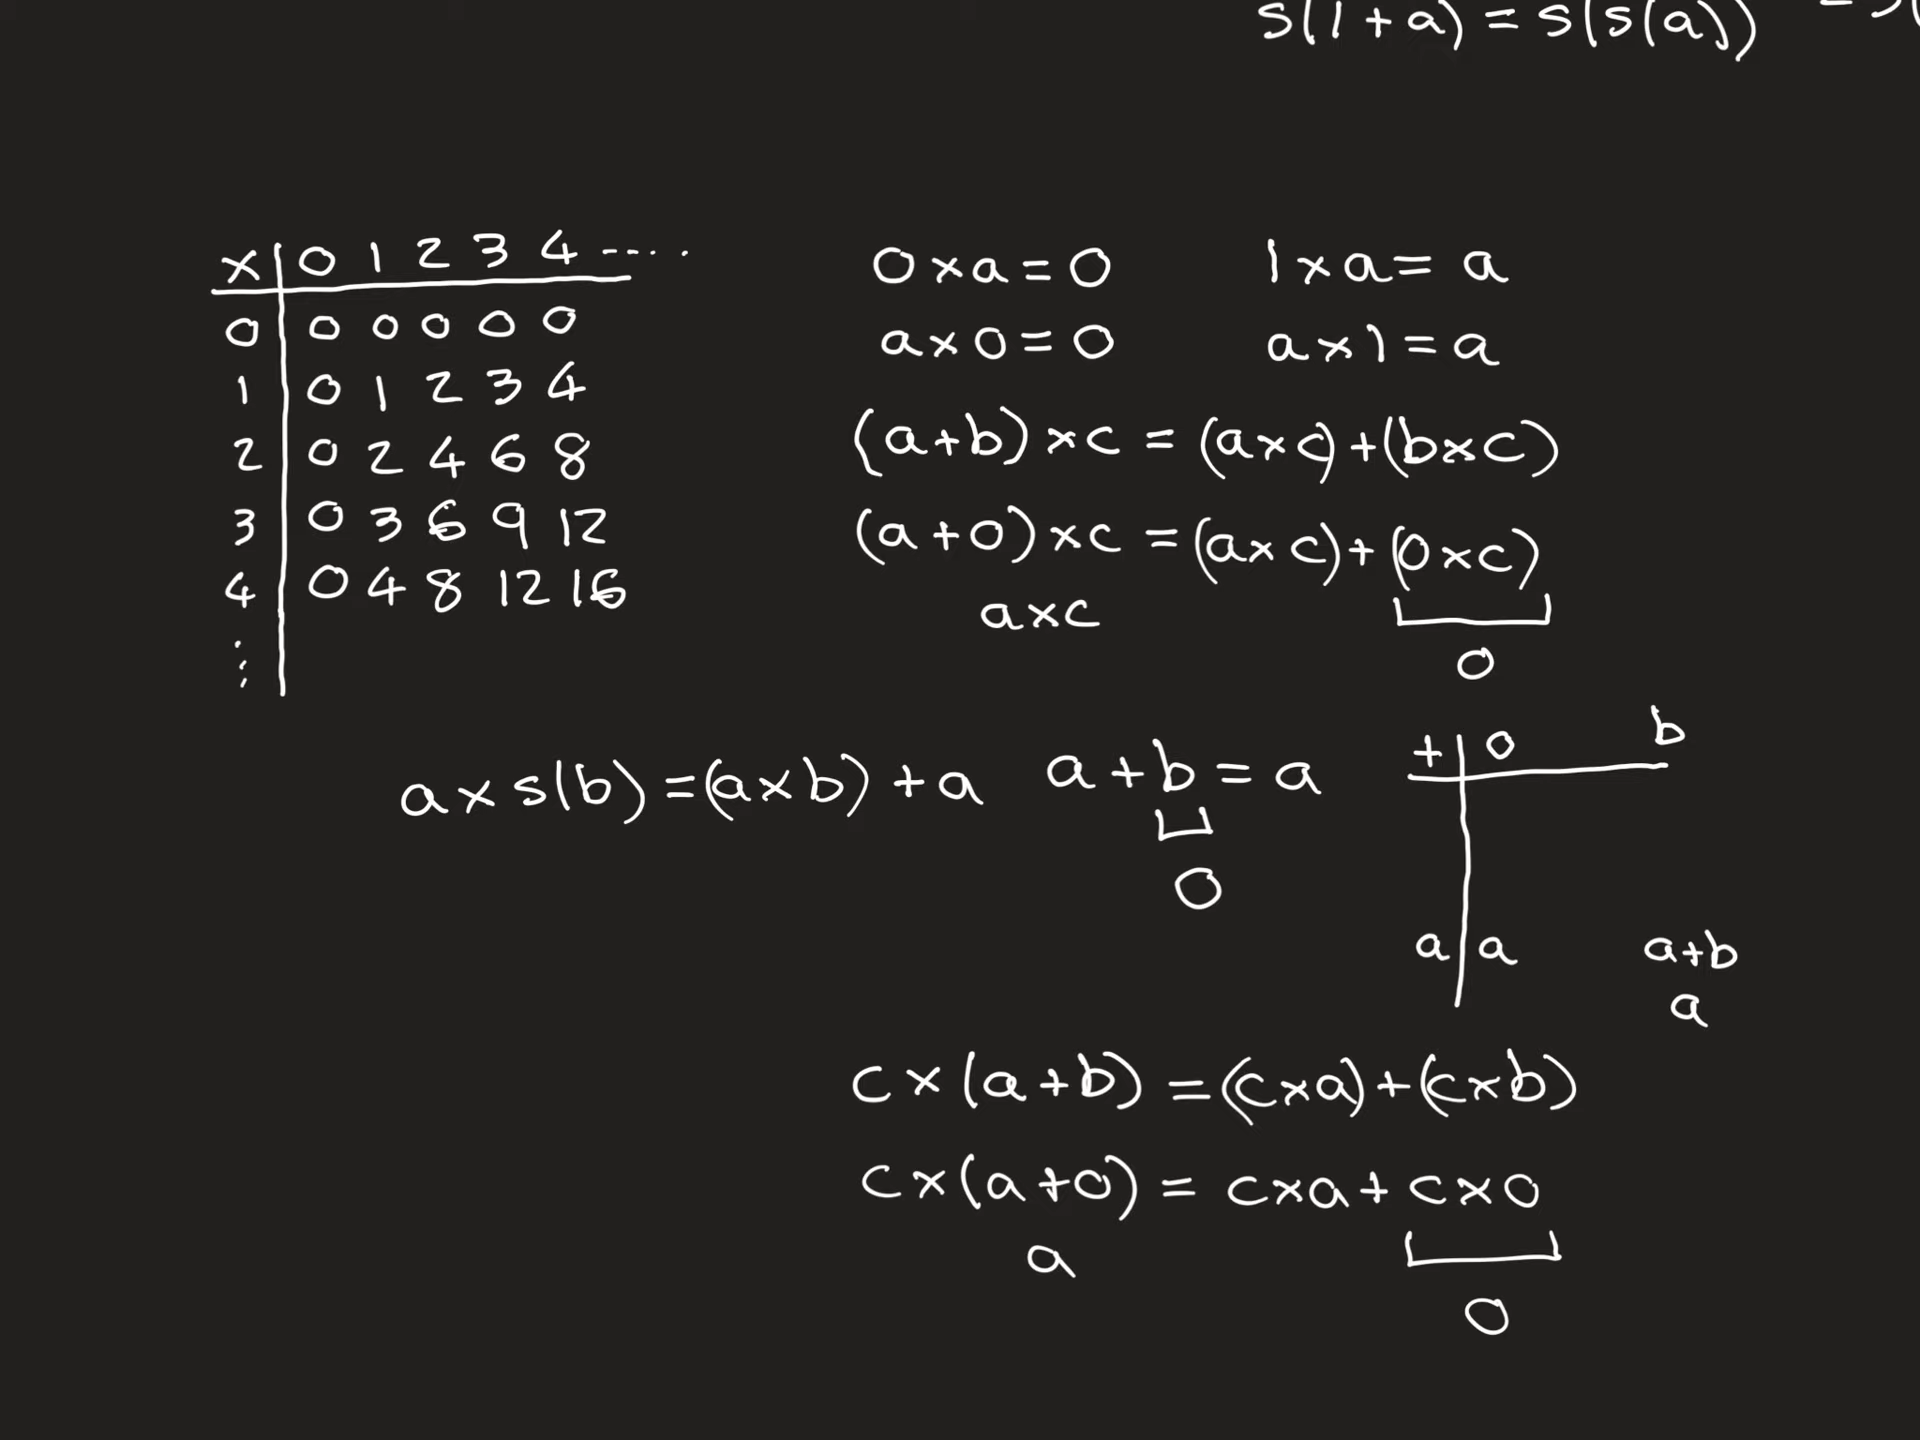 s(1+a) = s(s(a))
x 0 1 2 3 4 ....
0 0 0 0 0 0
1 0 1 2 3 4
2 0 2 4 6 8
3 0 3 6 9 12
4 0 4 8 12 16
⋮
0 x a = 0
1 x a = a
a x 0 = 0
a x 1 = a
(a+b) x c = (a x c) + (b x c)
(a+0) x c = (a x c) + (0 x c)
a x c
0
a x s(b) = (a x b) + a
a + b = a
0
+ 0 b
a a a+b
a
c x (a+b) = (c x a) + (c x b)
c x (a+0) = c x a + c x 0
a
0